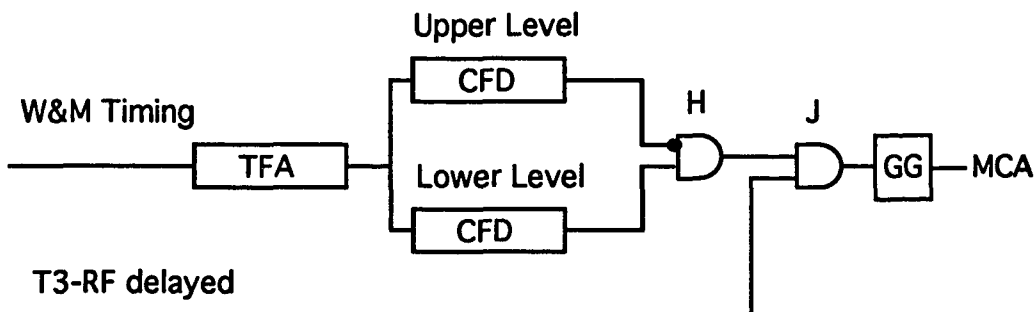 Upper Level
CFD
H
J
W&M Timing
TFA
Lower Level
GG
MCA
CFD
T3-RF delayed